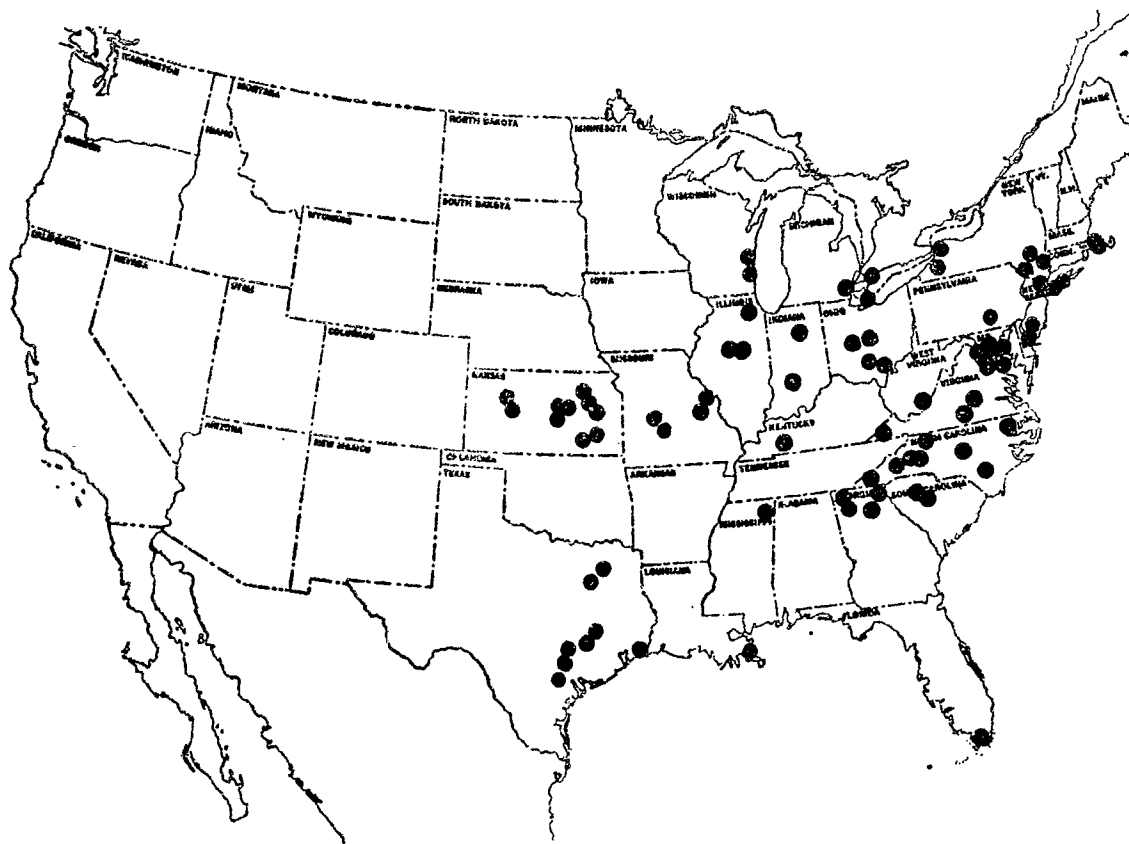 WASHINGTON
MONTANA
NORTH DAKOTA
MINNESOTA
MAINE
OREGON
IDAHO
SOUTH DAKOTA
WISCONSIN
MICHIGAN
NEW
YORK
VT.
N.H.
WYOMING
MASS.
CALIFORNIA
NEVADA
UTAH
NEBRASKA
IOWA
CONN.
PENNSYLVANIA
COLORADO
ILLINOIS
INDIANA
OHIO
KANSAS
MISSOURI
WEST
VIRGINIA
VIRGINIA
ARIZONA
NEW MEXICO
OKLAHOMA
TEXAS
KENTUCKY
NORTH CAROLINA
ARKANSAS
TENNESSEE
MISSISSIPPI
ALABAMA
GEORGIA
SOUTH CAROLINA
LOUISIANA
FLORIDA